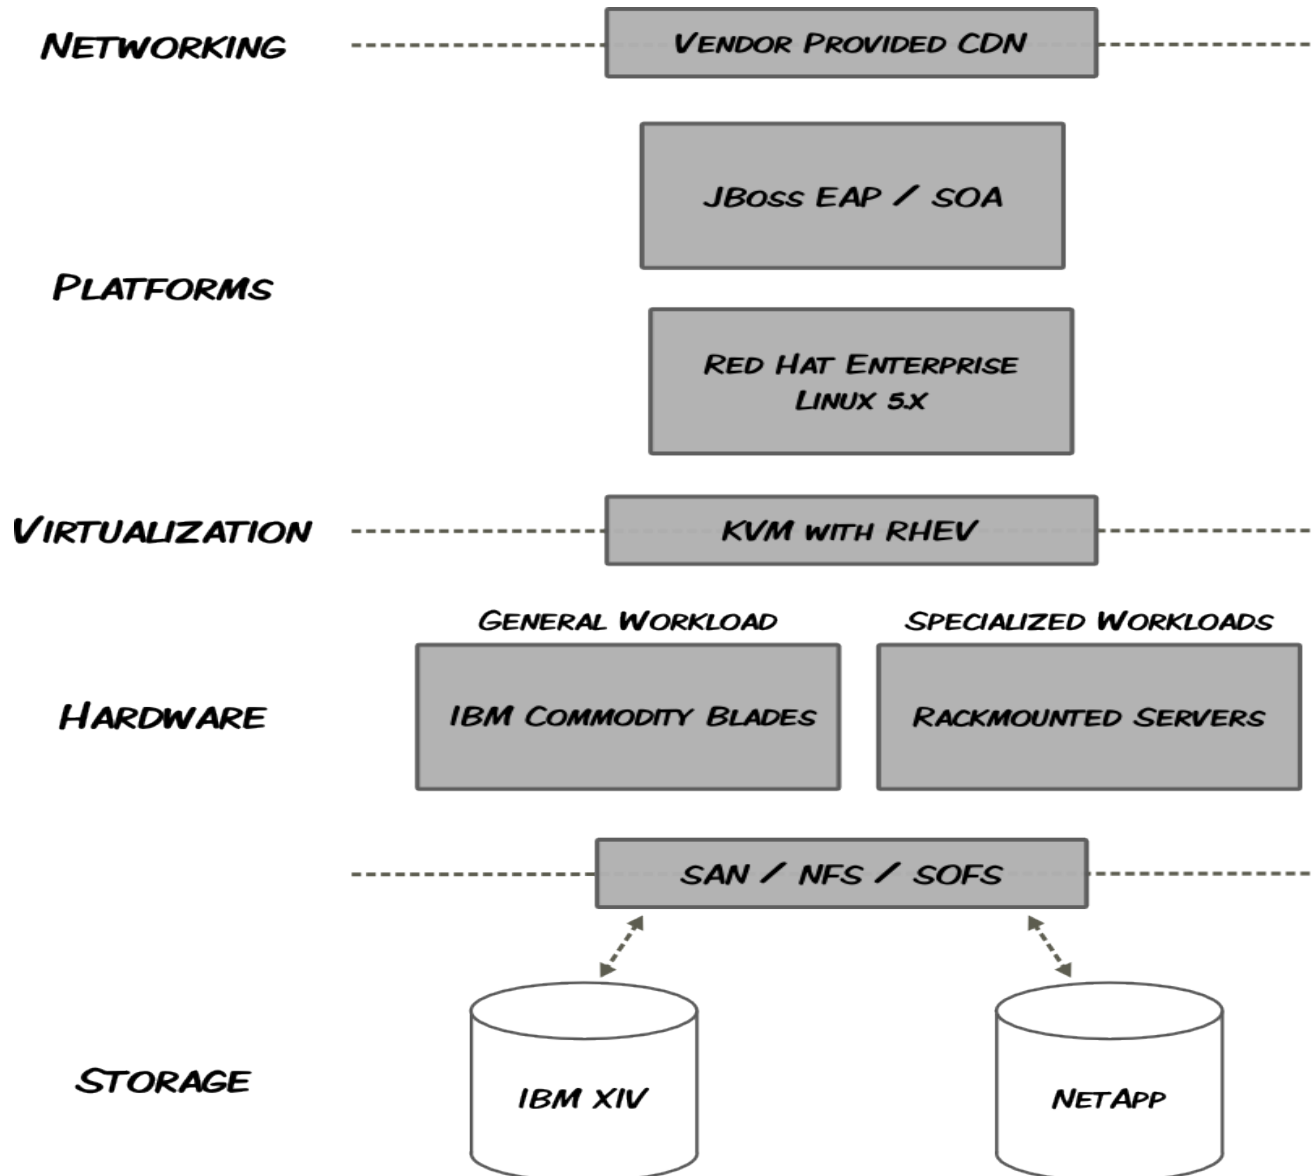 NETWORKING
VENDOR PROVIDED CDN
JBOSS EAP / SOA
PLATFORMS
RED HAT ENTERPRISE
LINUX 5.X
VIRTUALIZATION
KVM WITH RHEV
GENERAL WORKLOAD
SPECIALIZED WORKLOADS
HARDWARE
IBM COMMODITY BLADES
RACKMOUNTED SERVERS
SAN / NFS / SOFS
STORAGE
IBM XIV
NETAPP